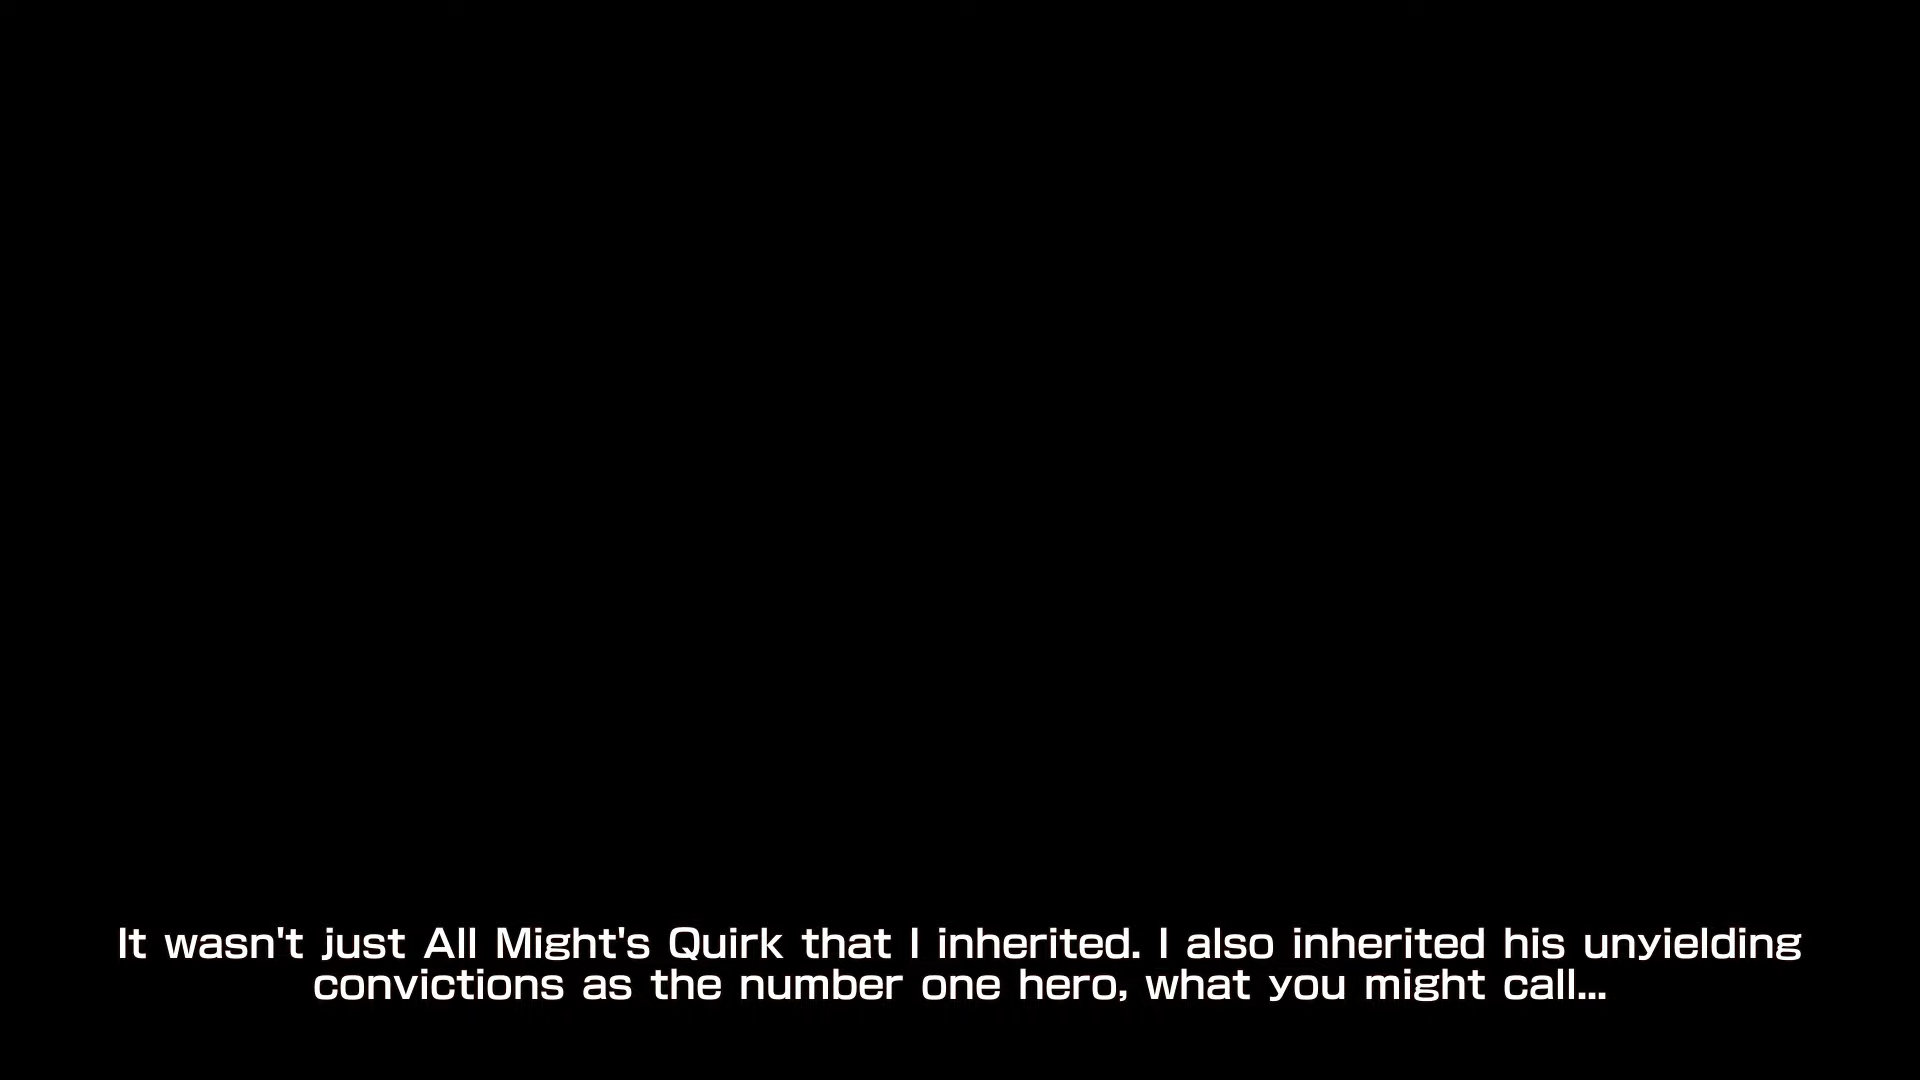 It wasn't just All Might's Quirk that I inherited. I also inherited his unyielding
convictions as the number one hero, what you might call...